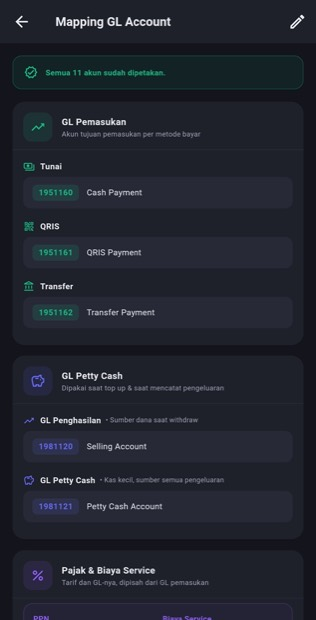 Mapping GL Account
Semua 11 akun sudah dipetakan.
GL Pemasukan
Akun tujuan pemasukan per metode bayar
Tunai
1951160 Cash Payment
QRIS
1951161 QRIS Payment
Transfer
1951162 Transfer Payment
GL Petty Cash
Dipakai saat top up & saat mencatat pengeluaran
GL Penghasilan • Sumber dana saat withdraw
1981120 Selling Account
GL Petty Cash • Kas kecil, sumber semua pengeluaran
1981121 Petty Cash Account
Pajak & Biaya Service
Tarif dan GL-nya, dipisah dari GL pemasukan
PPN Biaya Service